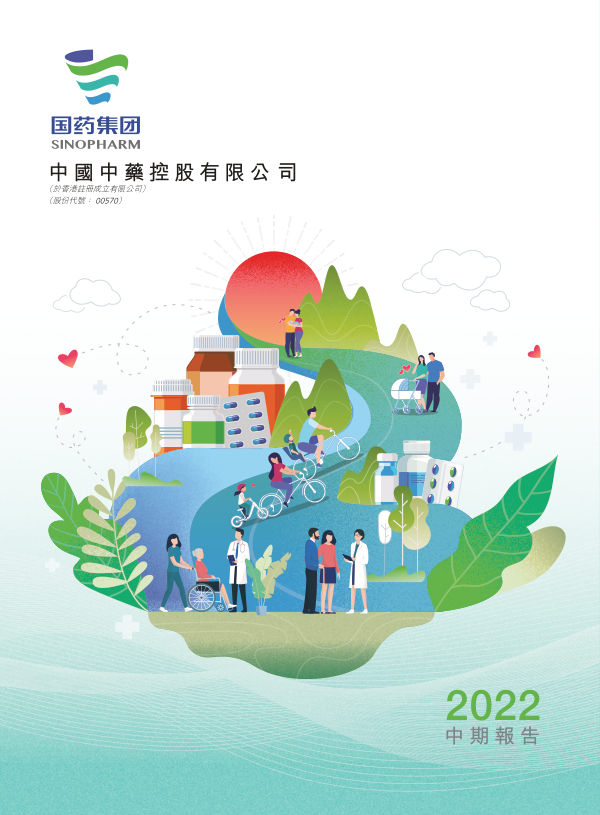 国药集团
SINOPHARM
中國中藥控股有限公司
(於香港註冊成立有限公司)
(股份代號： 00570)
2022
中期報告